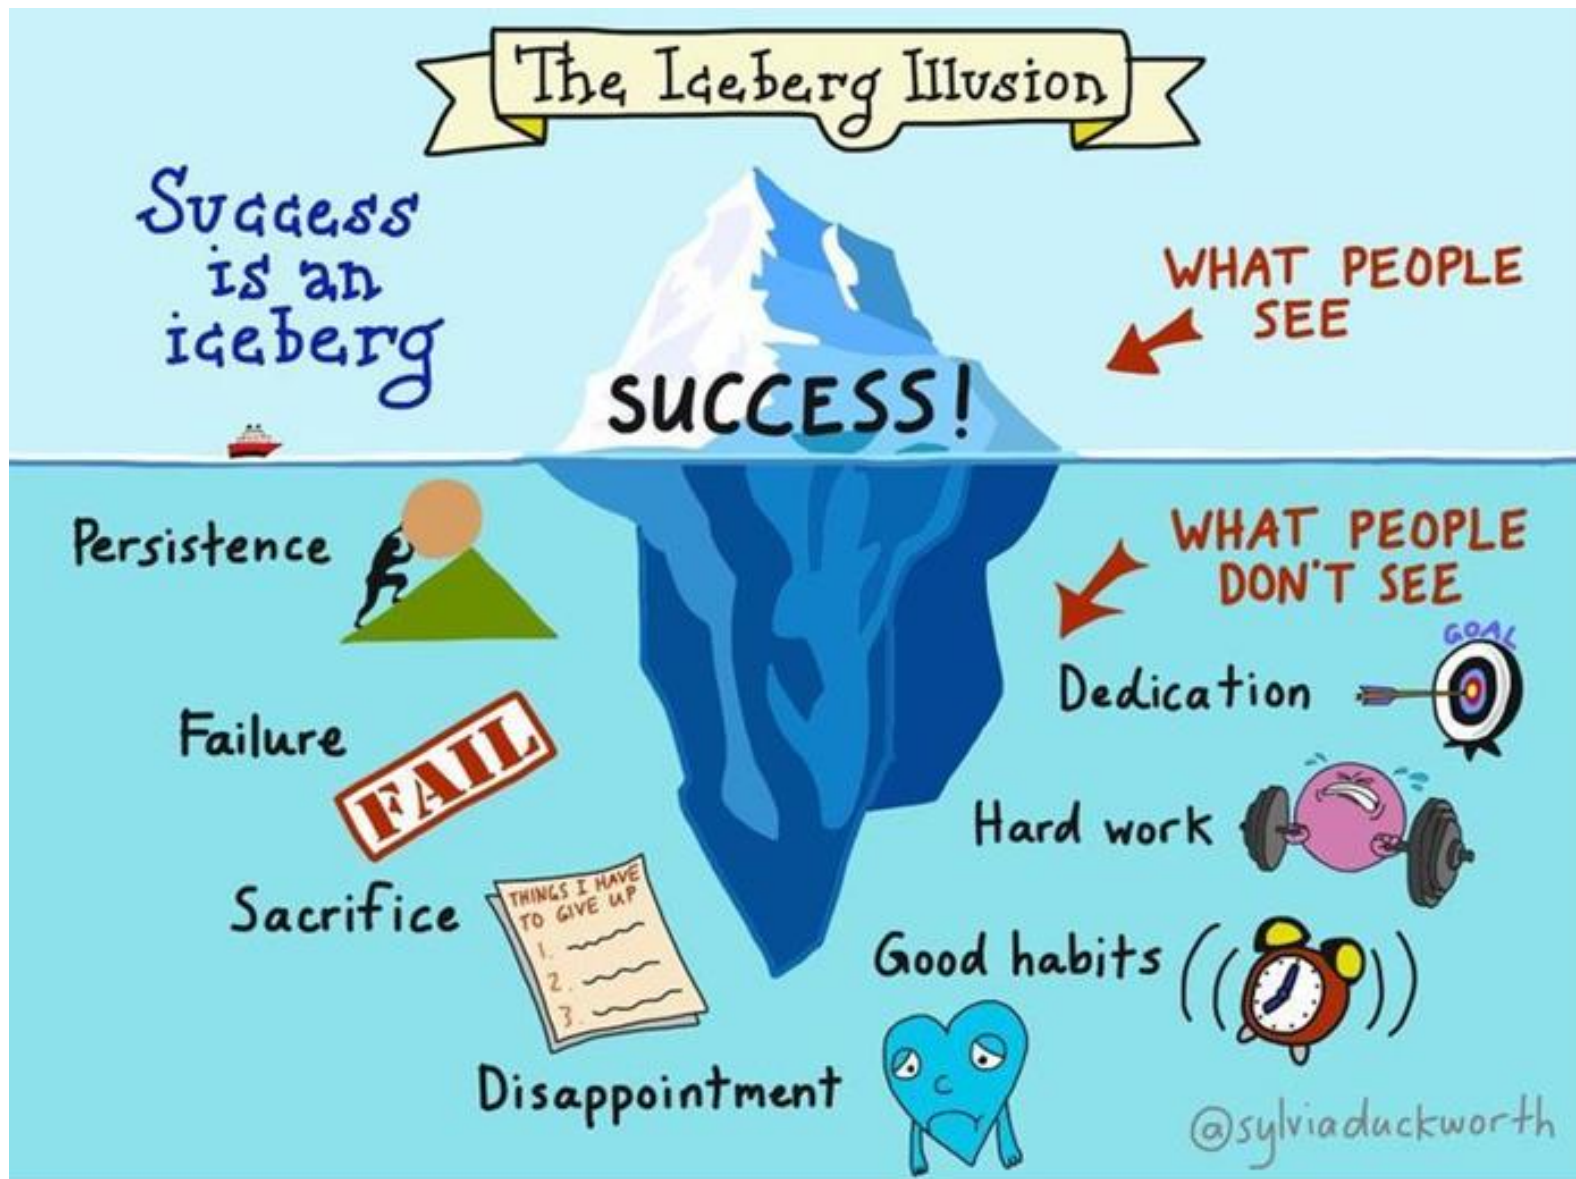 The Iceberg Illusion
Success
is an
iceberg
WHAT PEOPLE
SEE
SUCCESS!
WHAT PEOPLE
DON'T SEE
Persistence
GOAL
Dedication
Failure
FAIL
Hard work
Sacrifice
THINGS I HAVE
TO GIVE UP
1.
2.
3.
Good habits
Disappointment
@sylviaduckworth